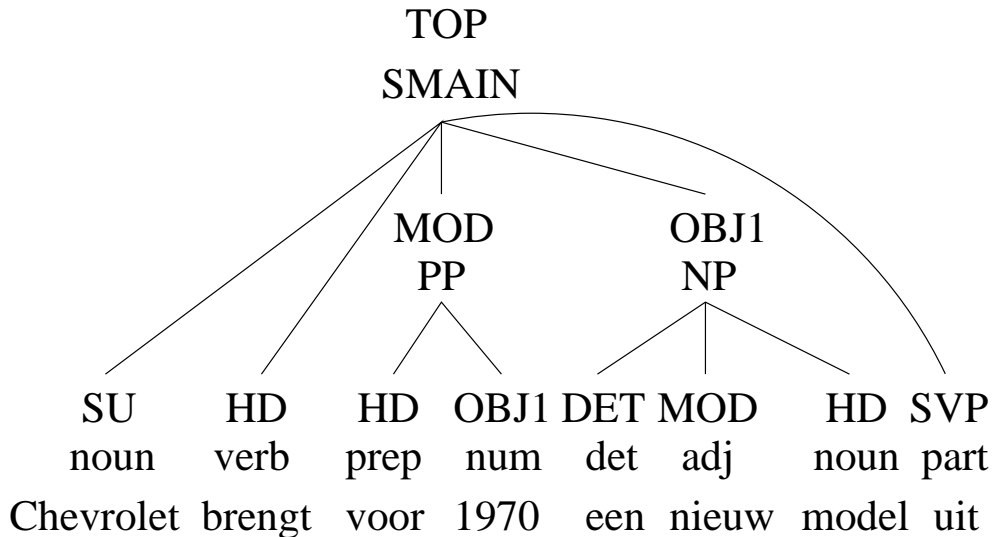 TOP
SMAIN
MOD OBJ1
PP NP
SU HD HD OBJ1 DET MOD HD SVP
noun verb prep num det adj noun part
Chevrolet brengt voor 1970 een nieuw model uit